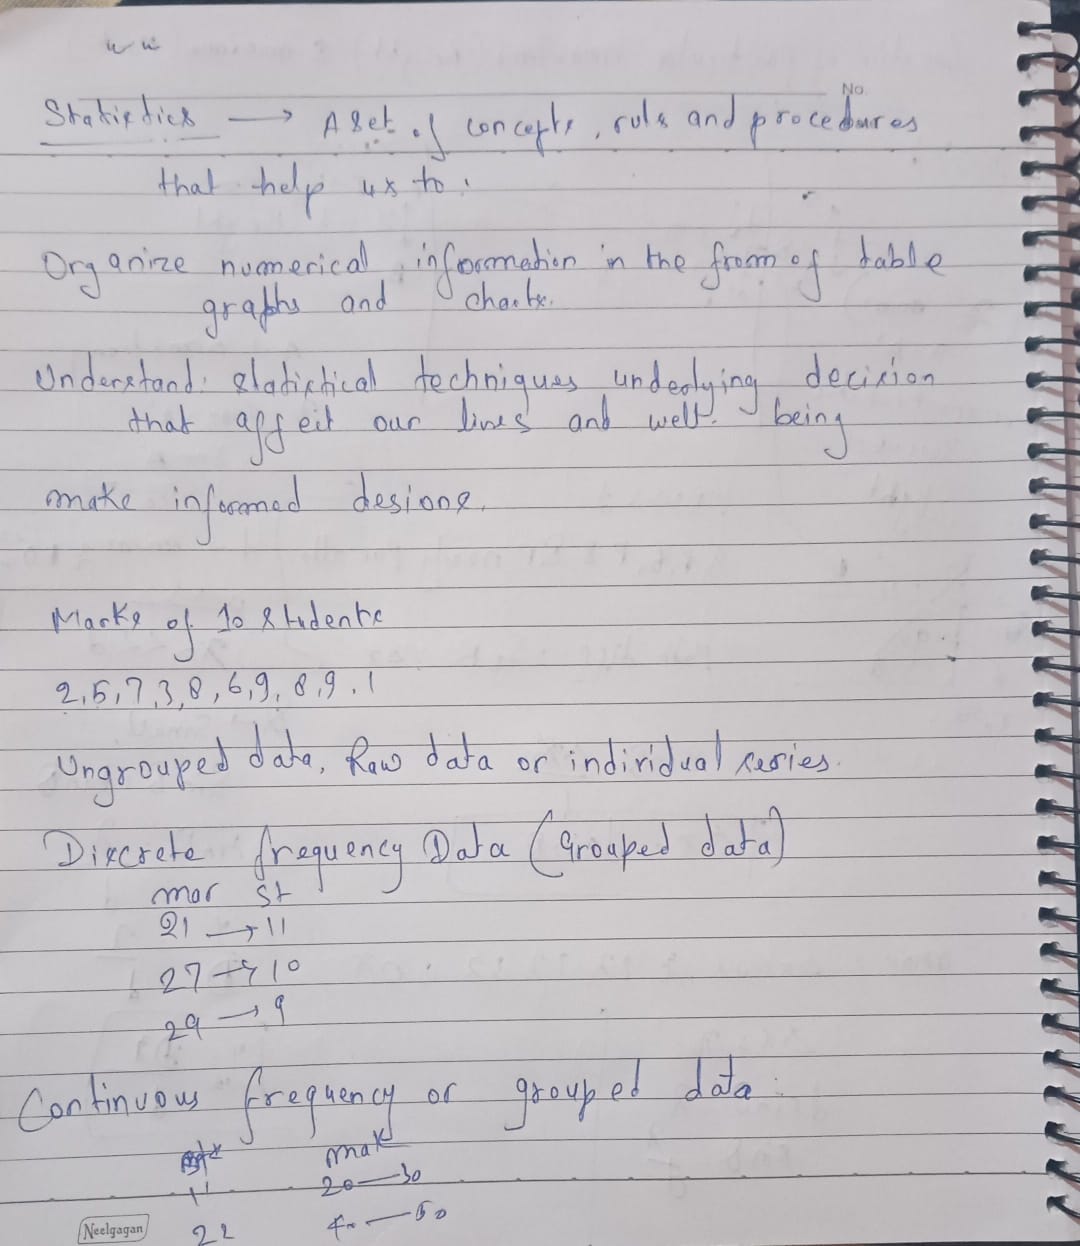 No.
Statistics → A set of concepts, ruls and procedures
that help us to.
Organize numerical information in the from of table
graphs and charts.
Understand statistical techniques underlying decision
that affeit our lives and well being
make informed desions.
Marks of 10 Students
2,5,7,3,8,6,9,8,9,1
Ungrouped data, Raw data or individual series.
Discrete frequency Data (Grouped data)
mar st
21 → 11
27 → 10
29 → 9
Continuous frequency or grouped data
mak
11 20—30
22 40—50
Neelgagan